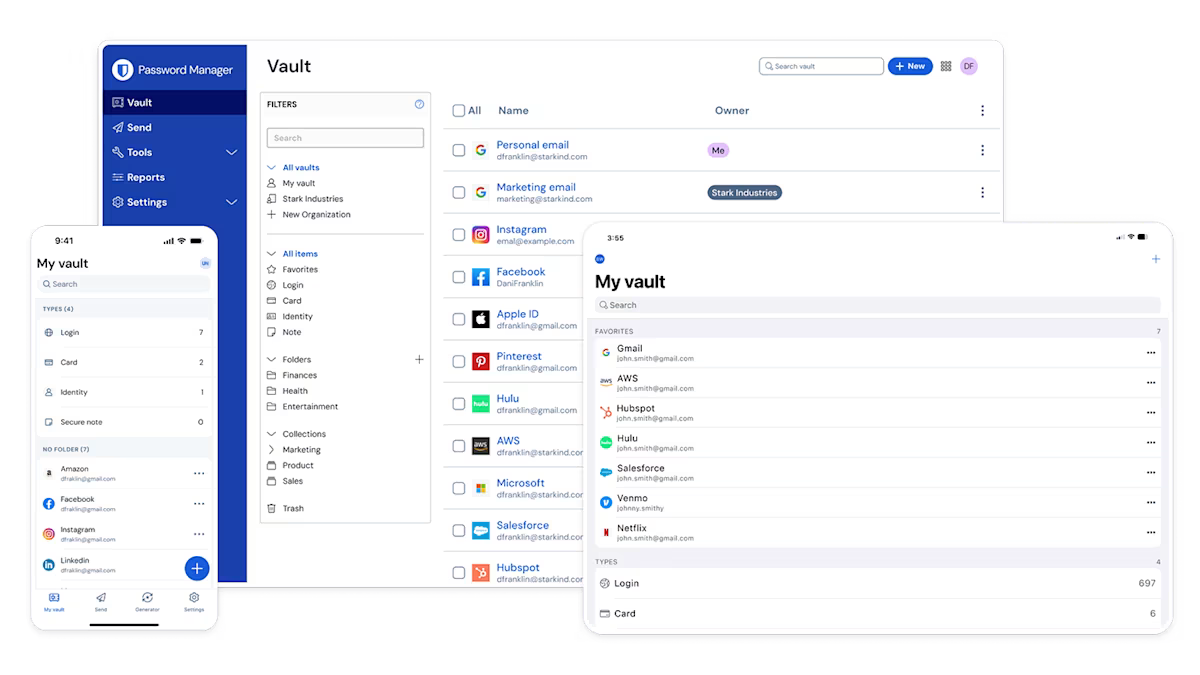 Password Manager
Vault
Send
Tools
Reports
Settings
Vault
Search vault
+ New
DF
FILTERS
Search
All vaults
My vault
Stark Industries
New Organization
All items
Favorites
Login
Card
Identity
Note
Folders
Finances
Health
Entertainment
Collections
Marketing
Product
Sales
Trash
All Name Owner
Personal email
dfranklin@starkind.com
Me
Marketing email
marketing@starkind.com
Stark Industries
Instagram
emal@example.com
Facebook
DaniFranklin
Apple ID
dfranklin@gmail.com
Pinterest
dfranklin@gmail.com
hulu
Hulu
dfranklin@gmail.com
aws
AWS
dfranklin@starkind.cor
Microsoft
dfranklin@starkind.cor
Salesforce
dfranklin@starkind.cor
Hubspot
dfranklin@starkind.cor
9:41
My vault
Search
TYPES (4)
Login 7
Card 2
Identity 1
Secure note 0
NO FOLDER (7)
Amazon
dfraklin@gmail.com
Facebook
dfraklin@gmail.com
Instagram
dfraklin@gmail.com
Linkedin
dfraklin@gmail.com
My vault
Send
Generator
Settings
3:55
My vault
Search
FAVORITES 7
Gmail
john.smith@gmail.com
aws
AWS
john.smith@gmail.com
Hubspot
john.smith@gmail.com
hulu
Hulu
john.smith@gmail.com
Salesforce
john.smith@gmail.com
Venmo
johnny.smithy
Netflix
john.smith@gmail.com
TYPES 4
Login 697
Card 6